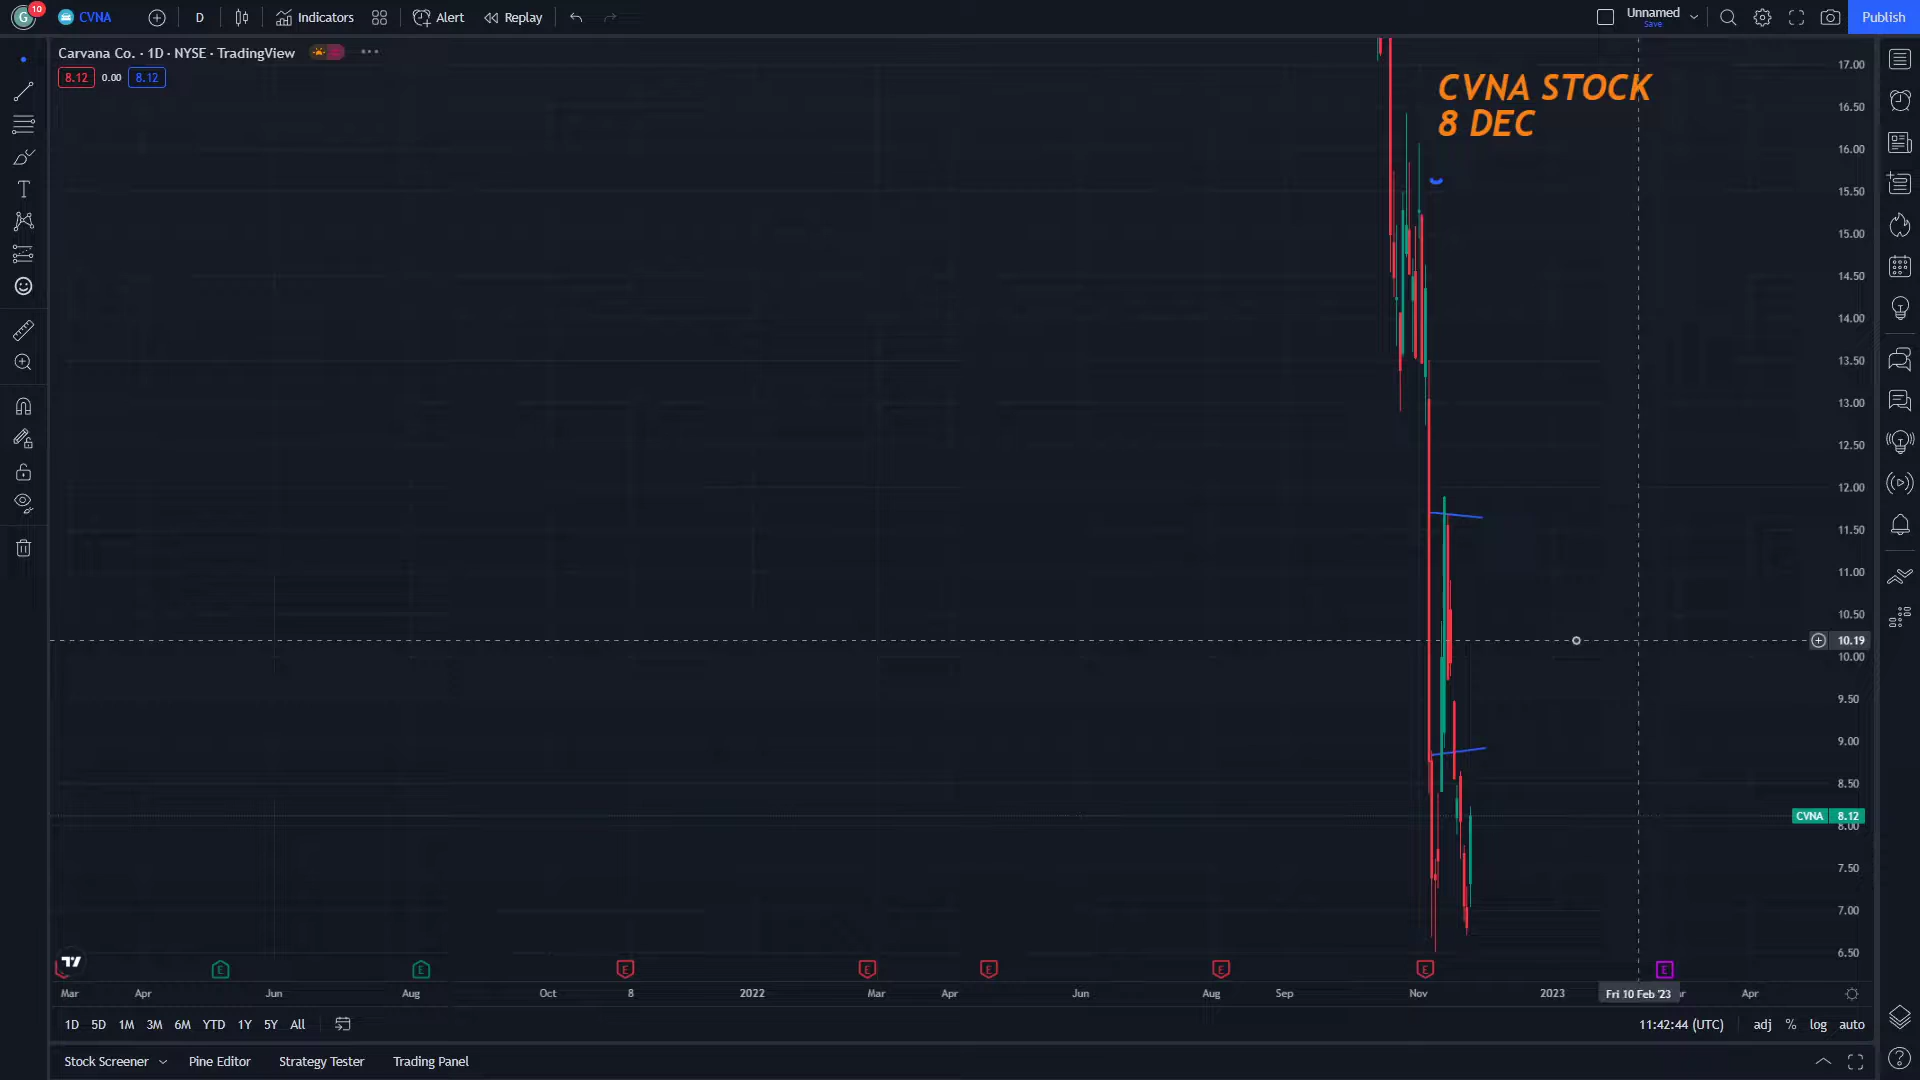 G 10 CVNA D Indicators Alert Replay Unnamed Save Publish
Carvana Co. · 1D · NYSE · TradingView
8.12 0.00 8.12
CVNA STOCK
8 DEC
17.00
16.50
16.00
15.50
15.00
14.50
14.00
13.50
13.00
12.50
12.00
11.50
11.00
10.50
10.19
10.00
9.50
9.00
8.50
CVNA 8.12
8.00
7.50
7.00
6.50
E E E E E E E E
Mar Apr Jun Aug Oct 8 2022 Mar Apr Jun Aug Sep Nov 2023 Fri 10 Feb '23 Apr
1D 5D 1M 3M 6M YTD 1Y 5Y All 11:42:44 (UTC) adj % log auto
Stock Screener Pine Editor Strategy Tester Trading Panel